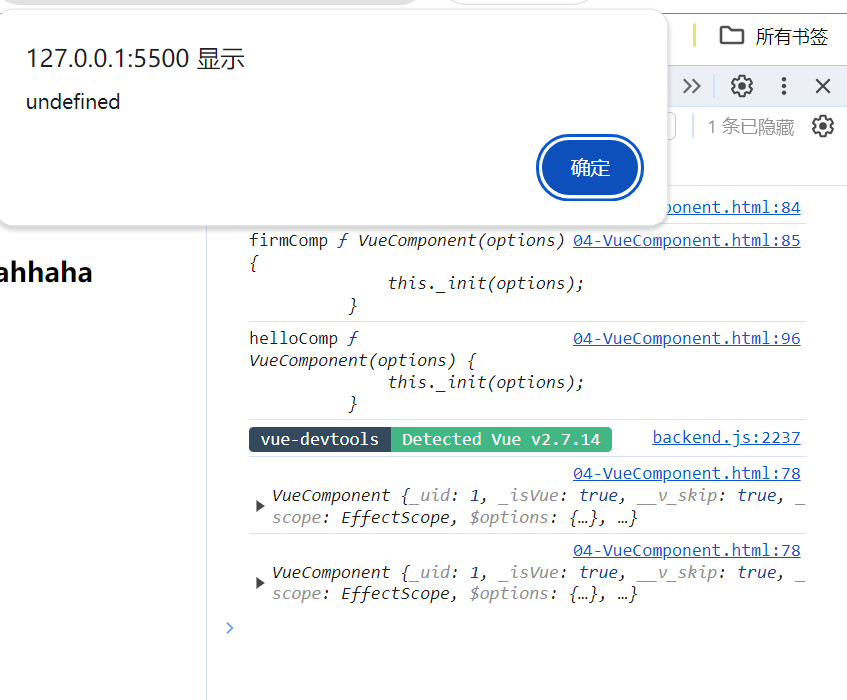 127.0.0.1:5500 显示
undefined
确定
所有书签
1 条已隐藏
ponent.html:84
ahhaha
firmComp ƒ VueComponent(options) 04-VueComponent.html:85
{
this._init(options);
}
helloComp ƒ 04-VueComponent.html:96
VueComponent(options) {
this._init(options);
}
vue-devtools Detected Vue v2.7.14 backend.js:2237
04-VueComponent.html:78
VueComponent {_uid: 1, _isVue: true, __v_skip: true, _
scope: EffectScope, $options: {…}, …}
04-VueComponent.html:78
VueComponent {_uid: 1, _isVue: true, __v_skip: true, _
scope: EffectScope, $options: {…}, …}